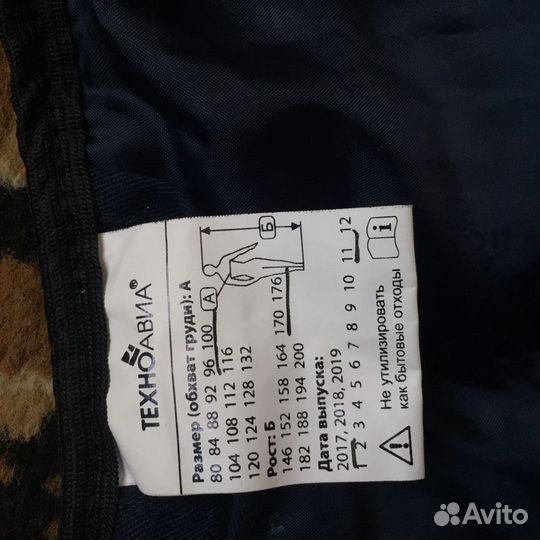 ТЕХНОАВИА®
Размер (обхват груди): А
80 84 88 92 96 100
104 108 112 116
120 124 128 132
Рост: Б
146 152 158 164 170 176
182 188 194 200
Дата выпуска:
2017, 2018, 2019
1 2 3 4 5 6 7 8 9 10 11 12
Не утилизировать
как бытовые отходы
А
Б
i
Avito